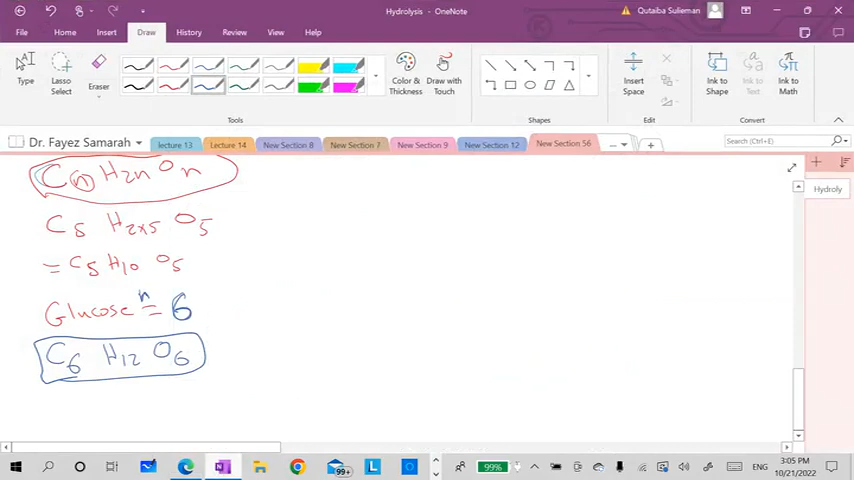 Hydrolysis - OneNote
Qutaiba Sulieman
File Home Insert Draw History Review View Help
Share
Type
Lasso Select
Eraser
Color & Thickness
Draw with Touch
Insert Space
Ink to Shape
Ink to Text
Ink to Math
Tools Shapes Edit Convert
Dr. Fayez Samarah lecture 13 Lecture 14 New Section 8 New Section 7 New Section 9 New Section 12 New Section 56 ... Search (Ctrl+E)
Hydroly
CnH2nOn
C5 H2x5 O5
= C5H10 O5
Glucose n = 6
C6 H12 O6
99+
99% ENG 3:05 PM
10/21/2022